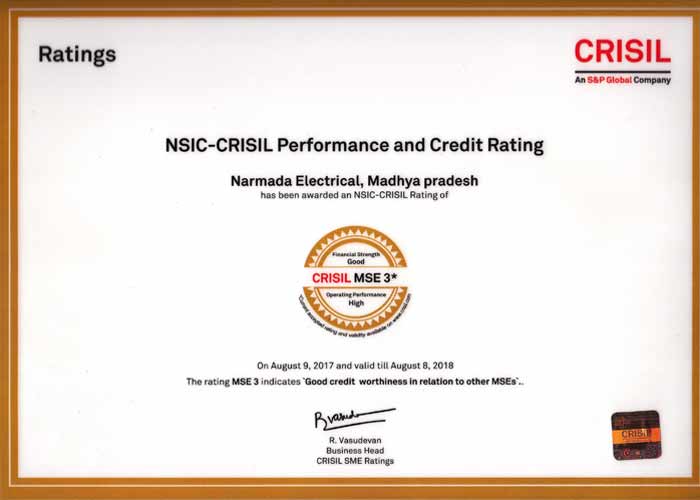 Ratings
CRISIL
An S&P Global Company
NSIC-CRISIL Performance and Credit Rating
Narmada Electrical, Madhya pradesh
has been awarded an NSIC-CRISIL Rating of
Financial Strength
Good
CRISIL MSE 3*
Operating Performance
High
*Current accepted rating and validity available on www.crisil.com
On August 9, 2017 and valid till August 8, 2018
The rating MSE 3 indicates `Good credit worthiness in relation to other MSEs`..
R. Vasudevan
Business Head
CRISIL SME Ratings
CRISIL